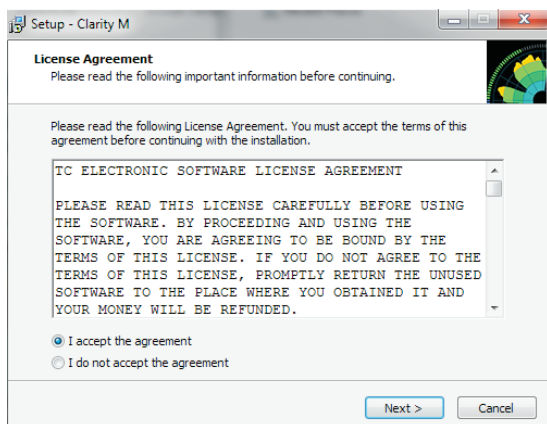 Setup - Clarity M
License Agreement
Please read the following important information before continuing.
Please read the following License Agreement. You must accept the terms of this
agreement before continuing with the installation.
TC ELECTRONIC SOFTWARE LICENSE AGREEMENT
PLEASE READ THIS LICENSE CAREFULLY BEFORE USING
THE SOFTWARE. BY PROCEEDING AND USING THE
SOFTWARE, YOU ARE AGREEING TO BE BOUND BY THE
TERMS OF THIS LICENSE. IF YOU DO NOT AGREE TO THE
TERMS OF THIS LICENSE, PROMPTLY RETURN THE UNUSED
SOFTWARE TO THE PLACE WHERE YOU OBTAINED IT AND
YOUR MONEY WILL BE REFUNDED.
I accept the agreement
I do not accept the agreement
Next >
Cancel